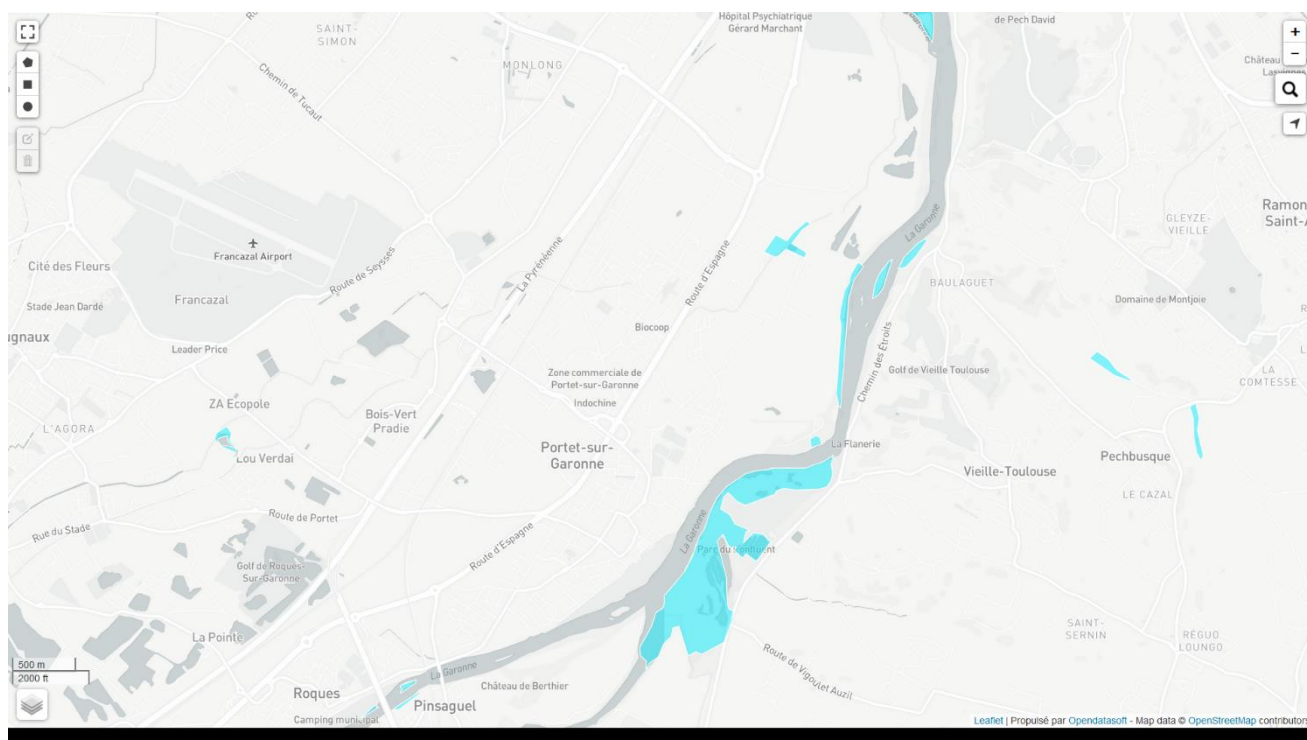 Hôpital Psychiatrique
Gérard Marchant
de Pech David
SAINT-
SIMON
MONLONG
Château
Chemin de Tucaut
+
−
Ramon
Saint-A
GLEYZE-
VIEILLE
La Garonne
Francazal Airport
La Pyrénéenne
Route d'Espagne
Cité des Fleurs
Route de Seysses
BAULAGUET
Stade Jean Dardé
Francazal
Domaine de Montjoie
Biocoop
ugnaux
Leader Price
Chemin des Étroits
Zone commerciale de
Portet-sur-Garonne
Golf de Vieille Toulouse
LA
COMTESSE
Indochine
ZA Ecopole
Bois-Vert
Pradie
L'AGORA
Portet-sur-
Garonne
La Flanerie
Lou Verdai
Pechbusque
Vieille-Toulouse
LE CAZAL
Route de Portet
Rue du Stade
La Garonne
Route d'Espagne
Parc du Confluent
Golf de Roques-
Sur-Garonne
SAINT-
SERNIN
La Pointe
RÉGUO
LOUNGO
500 m
2000 ft
La Garonne
Route de Vigoulet Auzil
Château de Berthier
Roques
Pinsaguel
Camping municipal
Leaflet | Propulsé par Opendatasoft - Map data © OpenStreetMap contributors